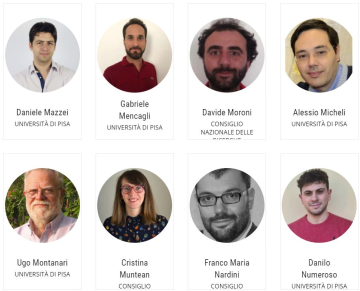 Daniele Mazzei
UNIVERSITÀ DI PISA
Gabriele
Mencagli
UNIVERSITÀ DI PISA
Davide Moroni
CONSIGLIO
NAZIONALE DELLE
Alessio Micheli
UNIVERSITÀ DI PISA
Ugo Montanari
UNIVERSITÀ DI PISA
Cristina
Muntean
CONSIGLIO
Franco Maria
Nardini
CONSIGLIO
Danilo
Numeroso
UNIVERSITÀ DI PISA